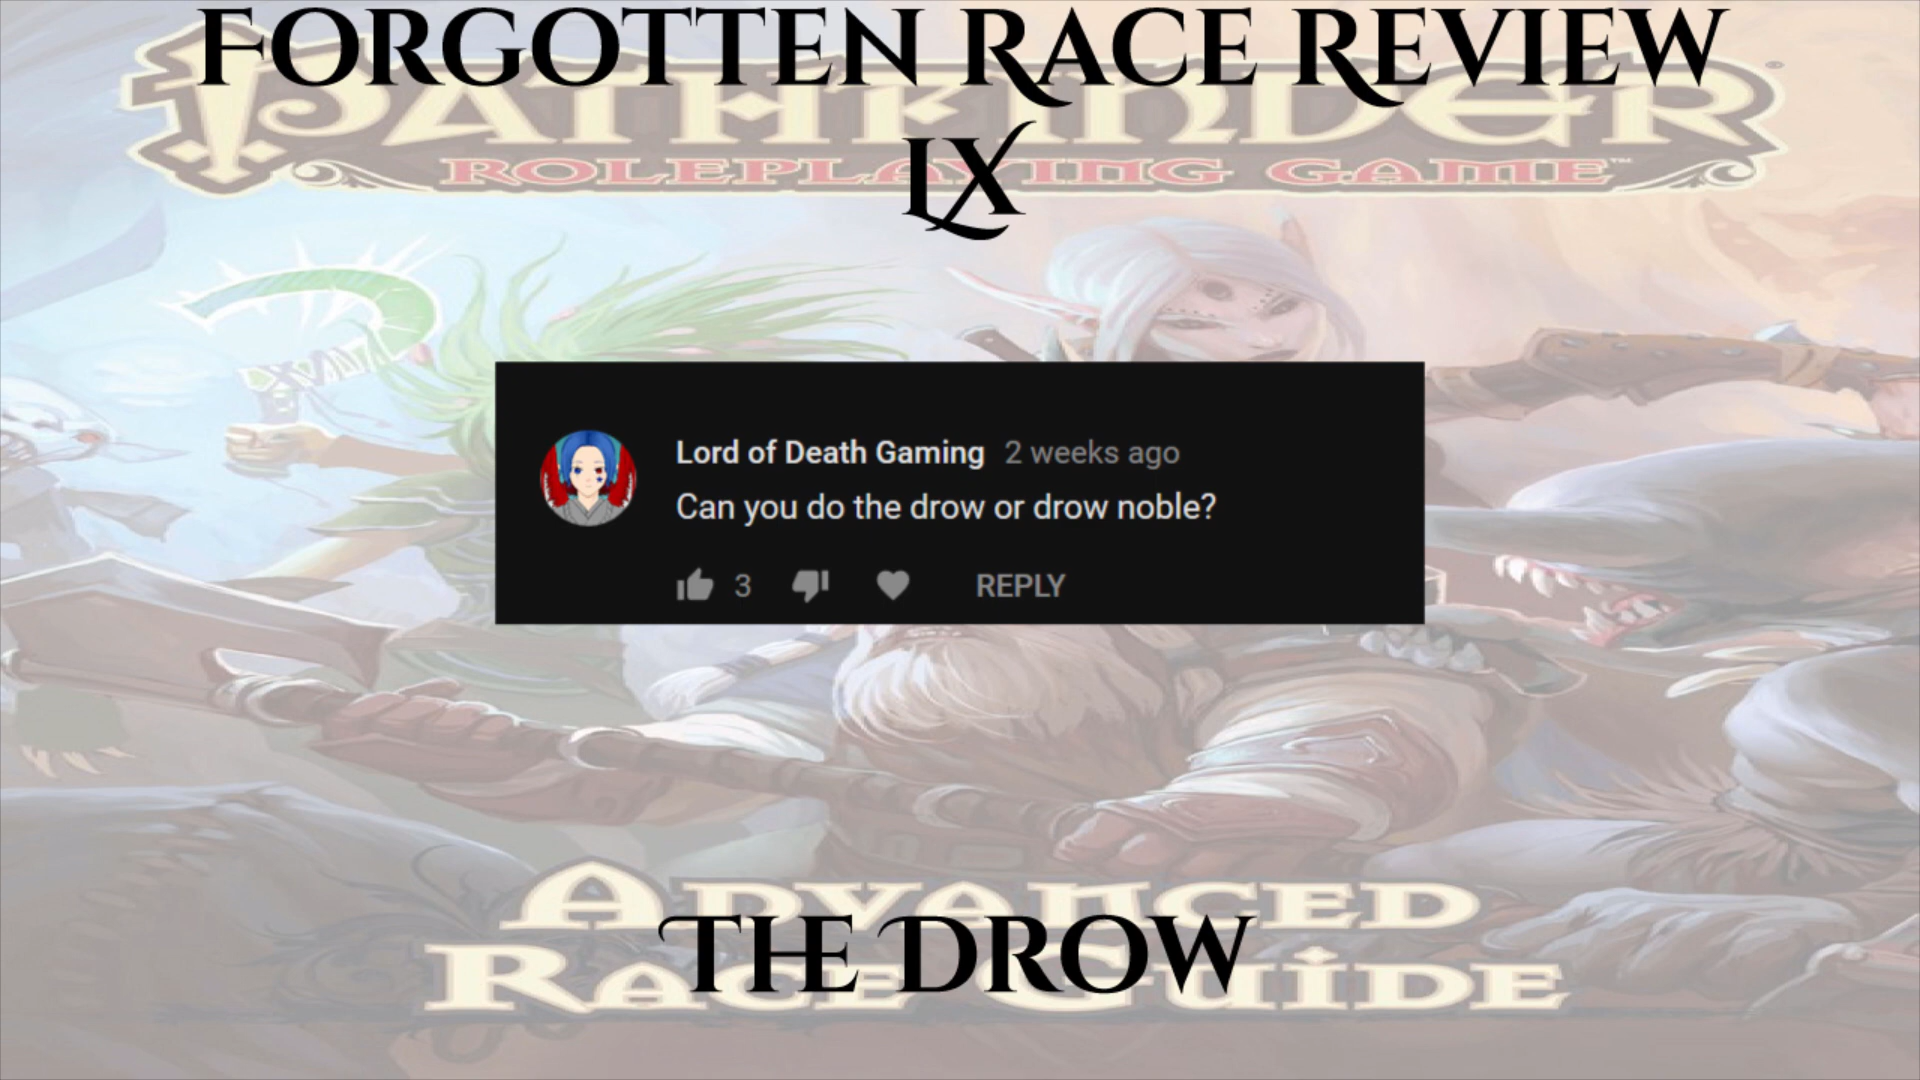 Forgotten Race Review
LX
PATHFINDER
ROLEPLAYING GAME™
Lord of Death Gaming 2 weeks ago
Can you do the drow or drow noble?
3 REPLY
The Drow
Advanced
Race Guide